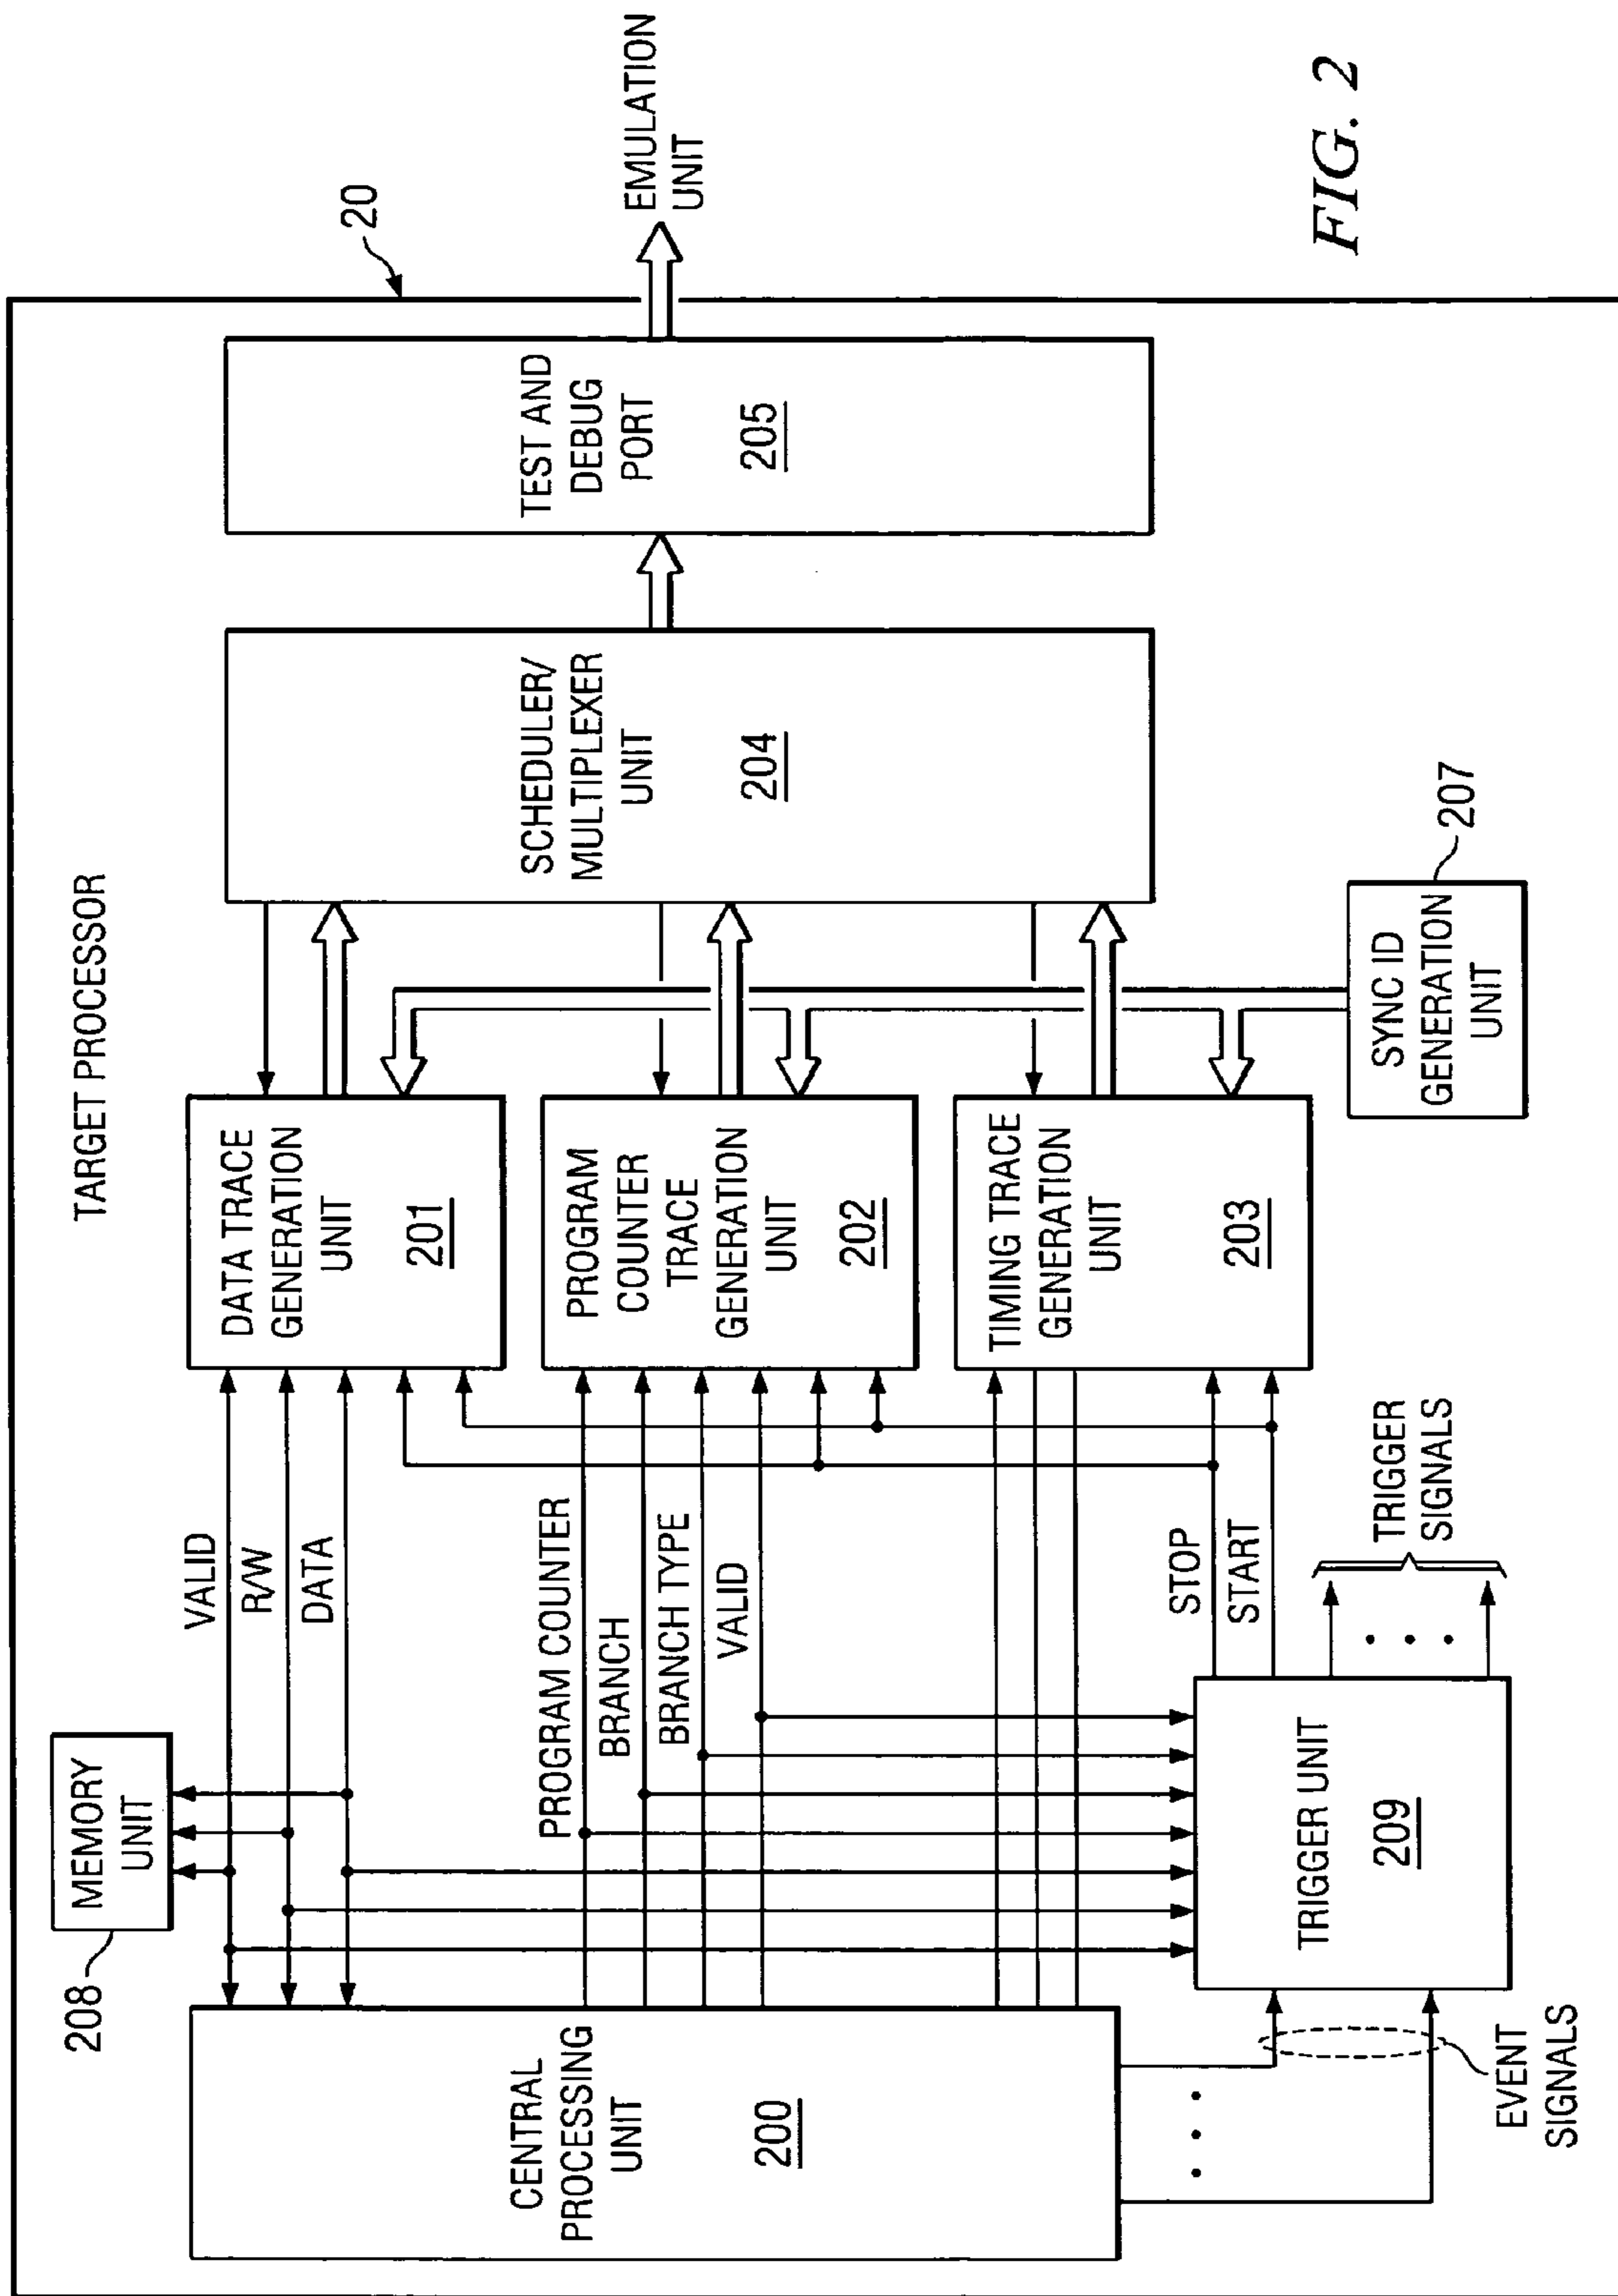 TARGET PROCESSOR
20
208
MEMORY
UNIT
VALID
R/W
DATA
DATA TRACE
GENERATION
UNIT
201
CENTRAL
PROCESSING
UNIT
200
PROGRAM COUNTER
BRANCH
BRANCH TYPE
VALID
PROGRAM
COUNTER
TRACE
GENERATION
UNIT
202
SCHEDULER/
MULTIPLEXER
UNIT
204
TEST AND
DEBUG
PORT
205
EMULATION
UNIT
TIMING TRACE
GENERATION
UNIT
203
STOP
START
TRIGGER UNIT
209
TRIGGER
SIGNALS
EVENT
SIGNALS
SYNC ID
GENERATION
UNIT
207
FIG. 2